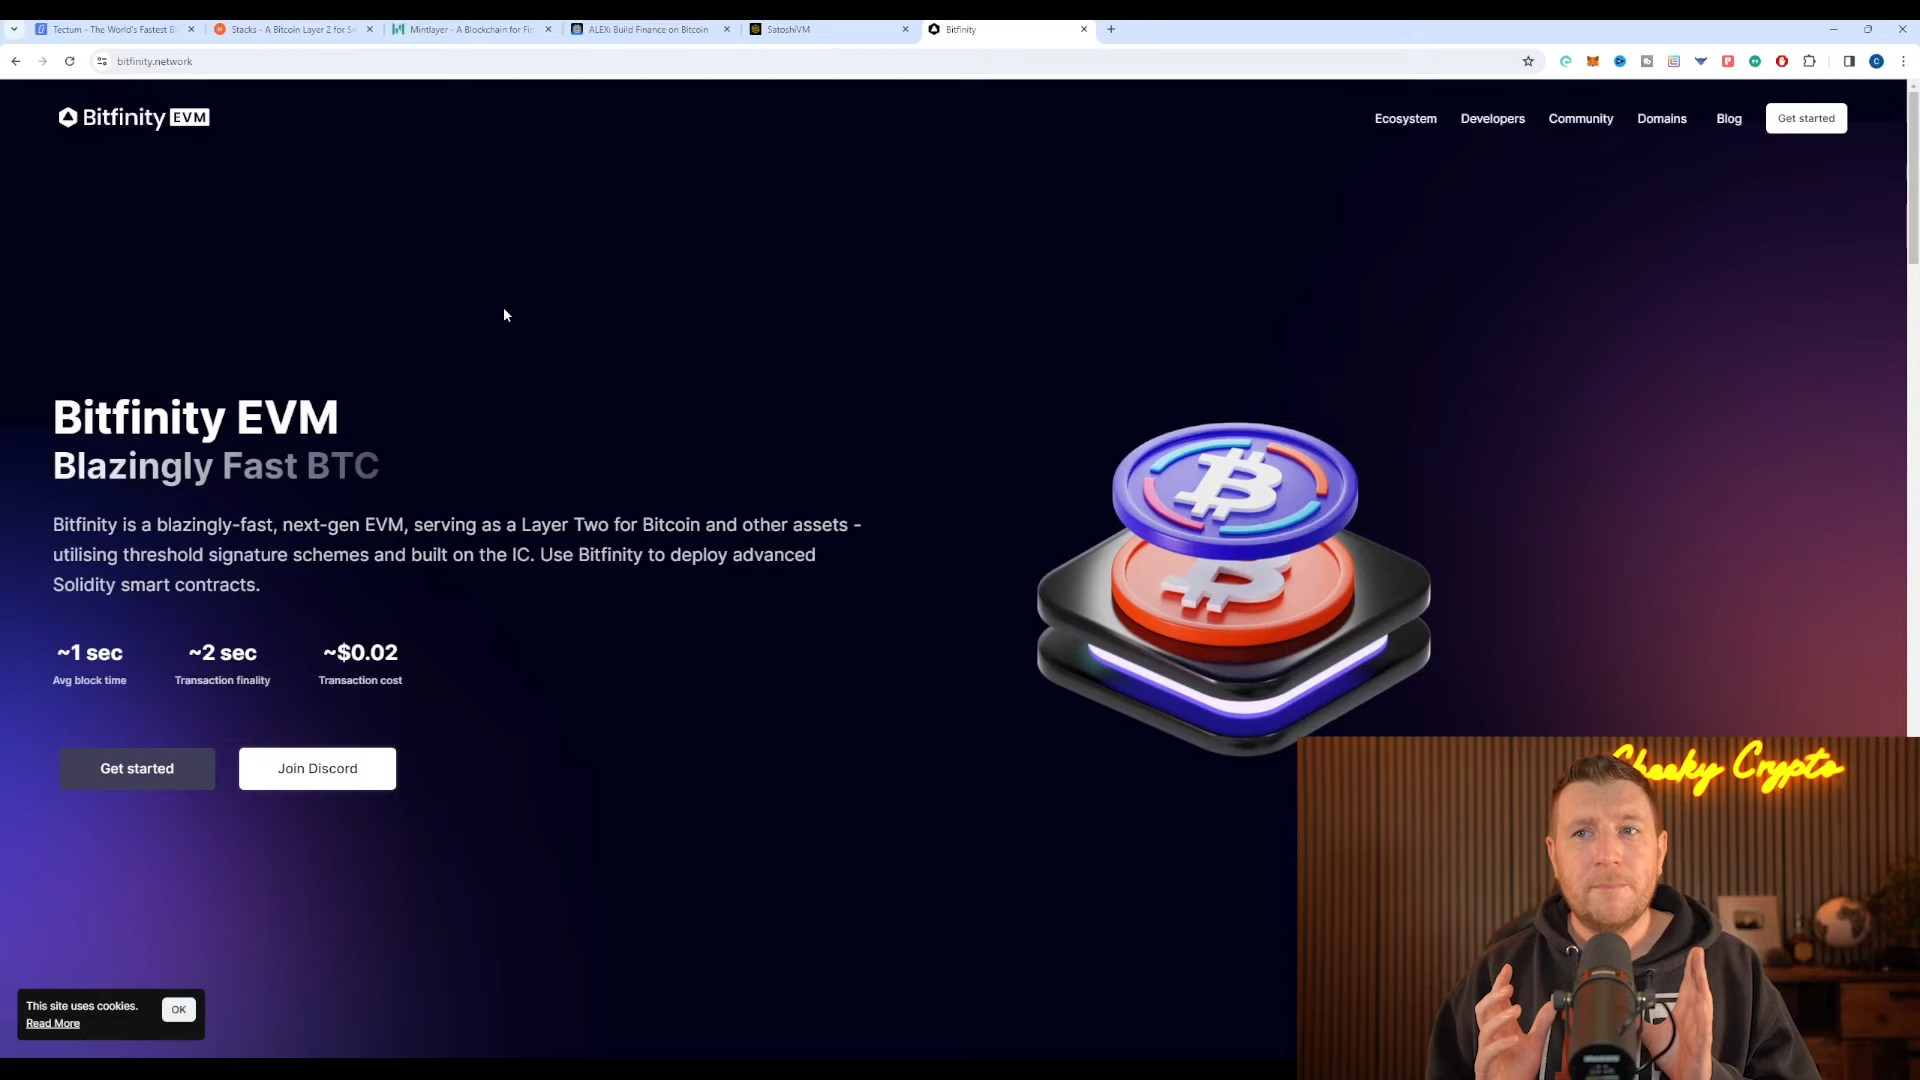 Tectum - The World's Fastest Bl
Stacks - A Bitcoin Layer 2 for S
Mintlayer - A Blockchain for Fi
ALEX: Build Finance on Bitcoin
SatoshiVM
Bitfinity
bitfinity.network
Bitfinity EVM
Ecosystem
Developers
Community
Domains
Blog
Get started
Bitfinity EVM
Blazingly Fast BTC
Bitfinity is a blazingly-fast, next-gen EVM, serving as a Layer Two for Bitcoin and other assets -
utilising threshold signature schemes and built on the IC. Use Bitfinity to deploy advanced
Solidity smart contracts.
~1 sec
Avg block time
~2 sec
Transaction finality
~$0.02
Transaction cost
Get started
Join Discord
Cheeky Crypto
This site uses cookies.
Read More
OK